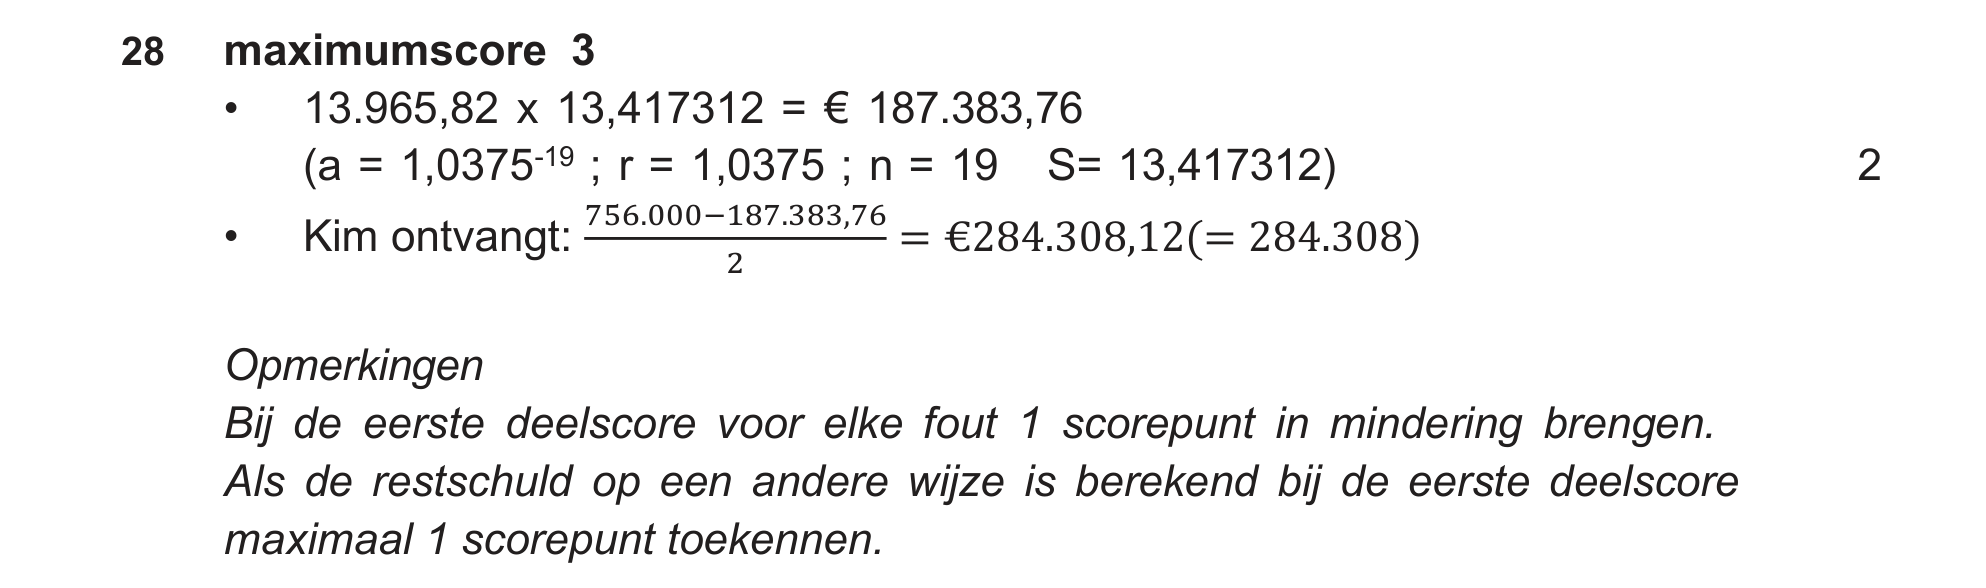 28 maximumscore 3
• 13.965,82 x 13,417312 = € 187.383,76
(a = 1,0375-19 ; r = 1,0375 ; n = 19 S= 13,417312) 2
• Kim ontvangt: 756.000−187.383,76 / 2 = €284.308,12(= 284.308)
Opmerkingen
Bij de eerste deelscore voor elke fout 1 scorepunt in mindering brengen.
Als de restschuld op een andere wijze is berekend bij de eerste deelscore
maximaal 1 scorepunt toekennen.